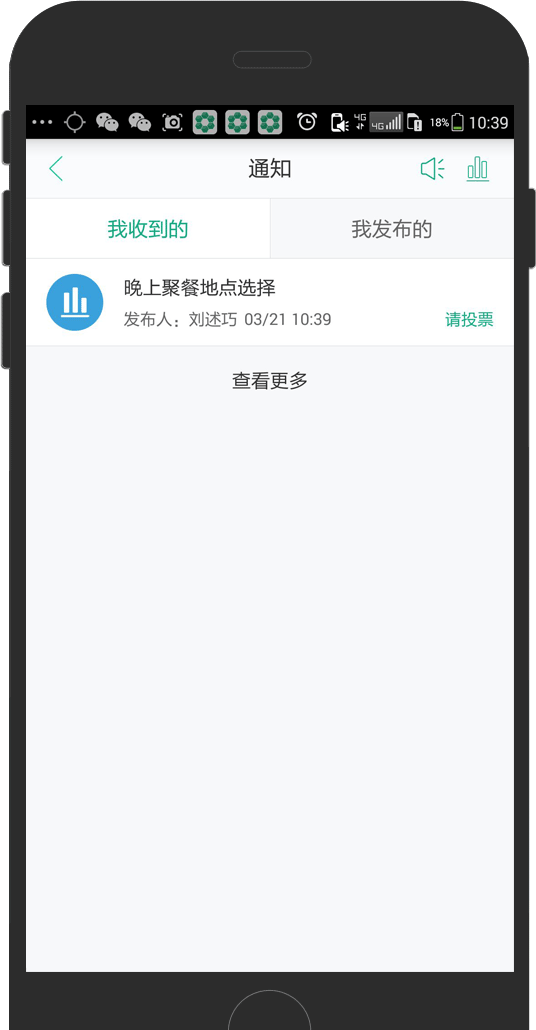 4G 4G 18% 10:39
通知
我收到的 我发布的
晚上聚餐地点选择
发布人：刘述巧 03/21 10:39 请投票
查看更多